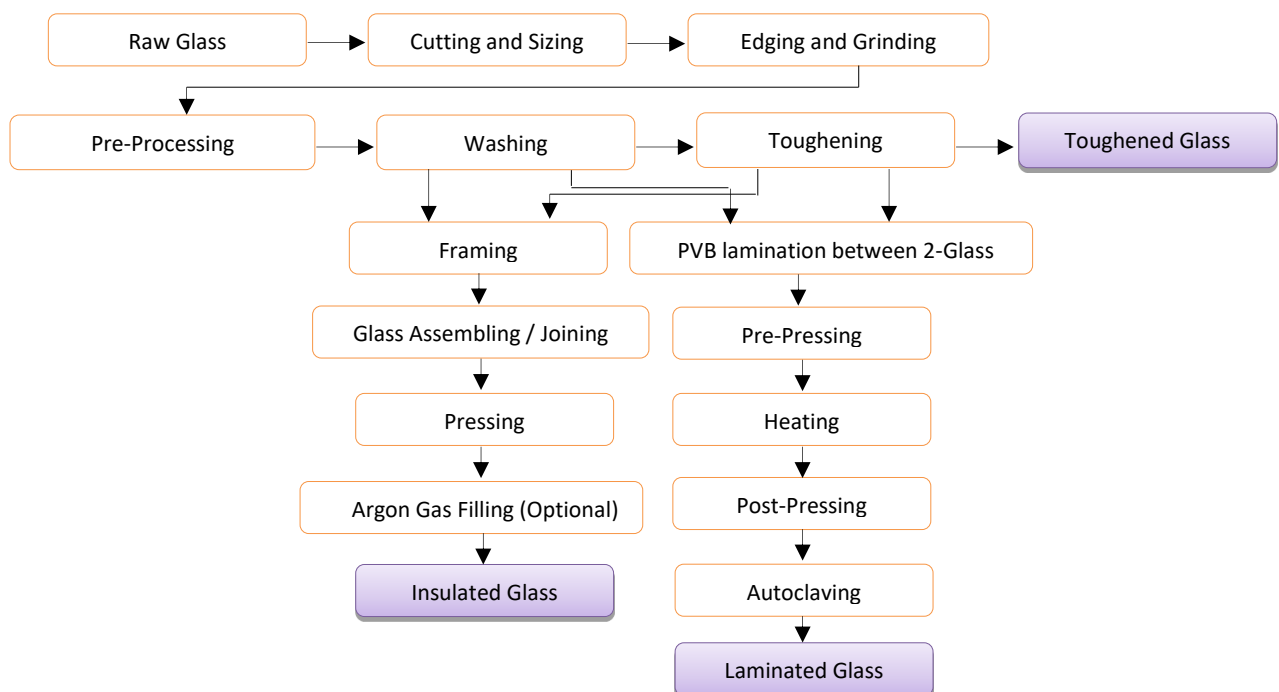 Raw Glass
Cutting and Sizing
Edging and Grinding
Pre-Processing
Washing
Toughening
Toughened Glass
Framing
PVB lamination between 2-Glass
Glass Assembling / Joining
Pre-Pressing
Pressing
Heating
Argon Gas Filling (Optional)
Post-Pressing
Insulated Glass
Autoclaving
Laminated Glass